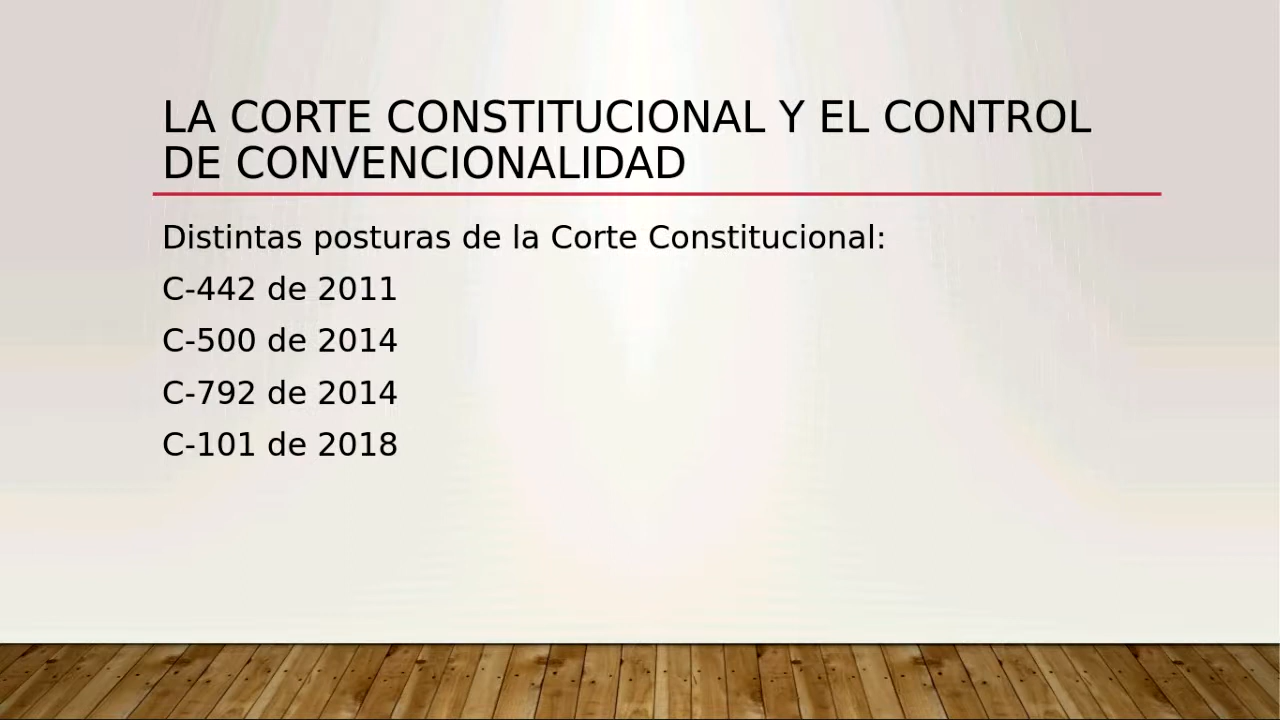 LA CORTE CONSTITUCIONAL Y EL CONTROL
DE CONVENCIONALIDAD
Distintas posturas de la Corte Constitucional:
C-442 de 2011
C-500 de 2014
C-792 de 2014
C-101 de 2018